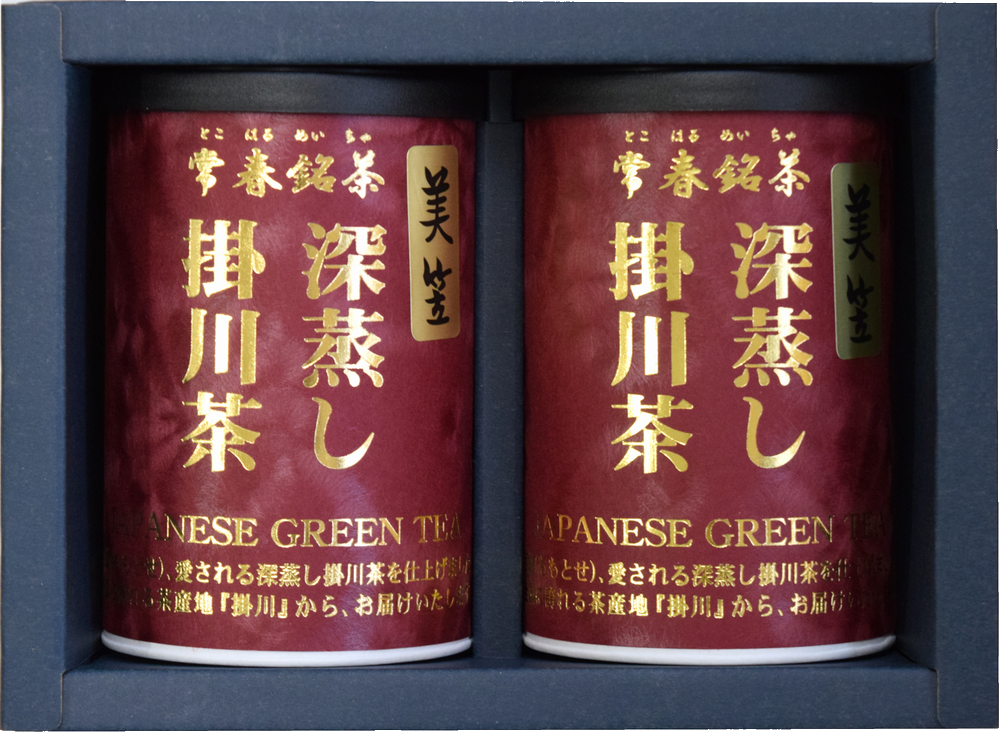 とこ はる めい ちゃ
常春銘茶
美笠
深蒸し
掛川茶
ANESE GREEN TEA
、愛される深蒸し掛川茶を仕上げ
る茶産地『掛川』から、お届けいたし
とこ はる めい ちゃ
常春銘茶
美笠
深蒸し
掛川茶
JAPANESE GREEN TE
とせ)、愛される深蒸し掛川茶を仕
れる茶産地『掛川』から、お届けい